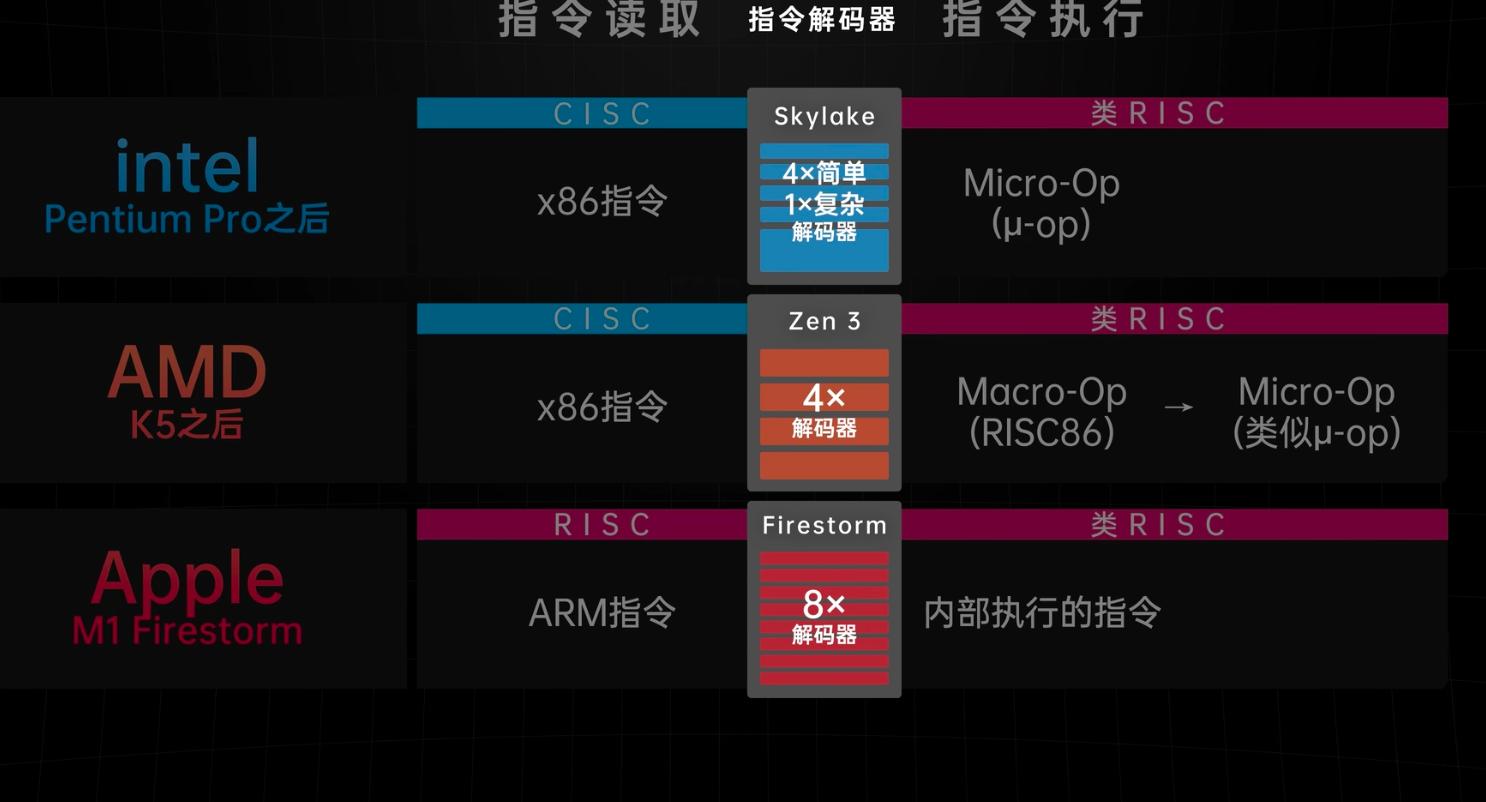 指令读取
指令解码器
指令执行
intel
Pentium Pro之后
CISC
x86指令
Skylake
4×简单
1×复杂
解码器
类RISC
Micro-Op
(μ-op)
AMD
K5之后
CISC
x86指令
Zen 3
4×
解码器
类RISC
Macro-Op
(RISC86)
→
Micro-Op
(类似μ-op)
Apple
M1 Firestorm
RISC
ARM指令
Firestorm
8×
解码器
类RISC
内部执行的指令